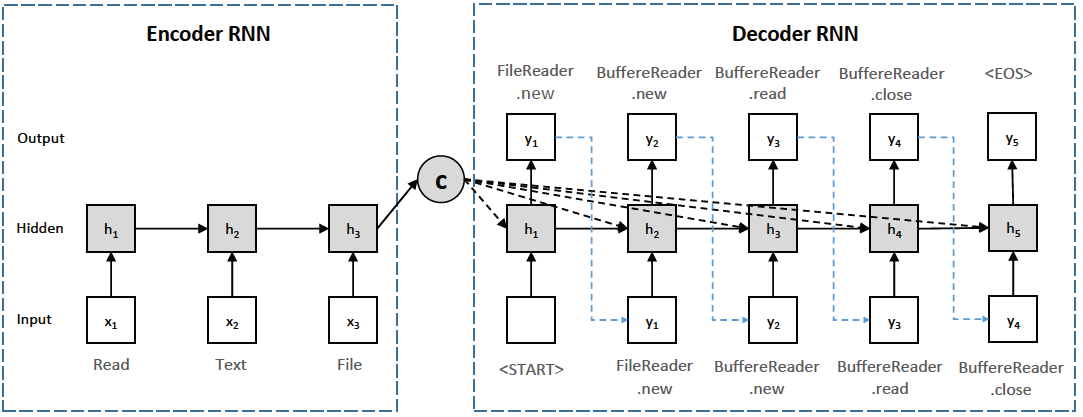 Encoder RNN
Decoder RNN
FileReader
.new
BuffereReader
.new
BuffereReader
.read
BuffereReader
.close
<EOS>
Output
y1
y2
y3
y4
y5
c
Hidden
h1
h2
h3
h1
h2
h3
h4
h5
Input
x1
x2
x3
y1
y2
y3
y4
Read
Text
File
<START>
FileReader
.new
BuffereReader
.new
BuffereReader
.read
BuffereReader
.close